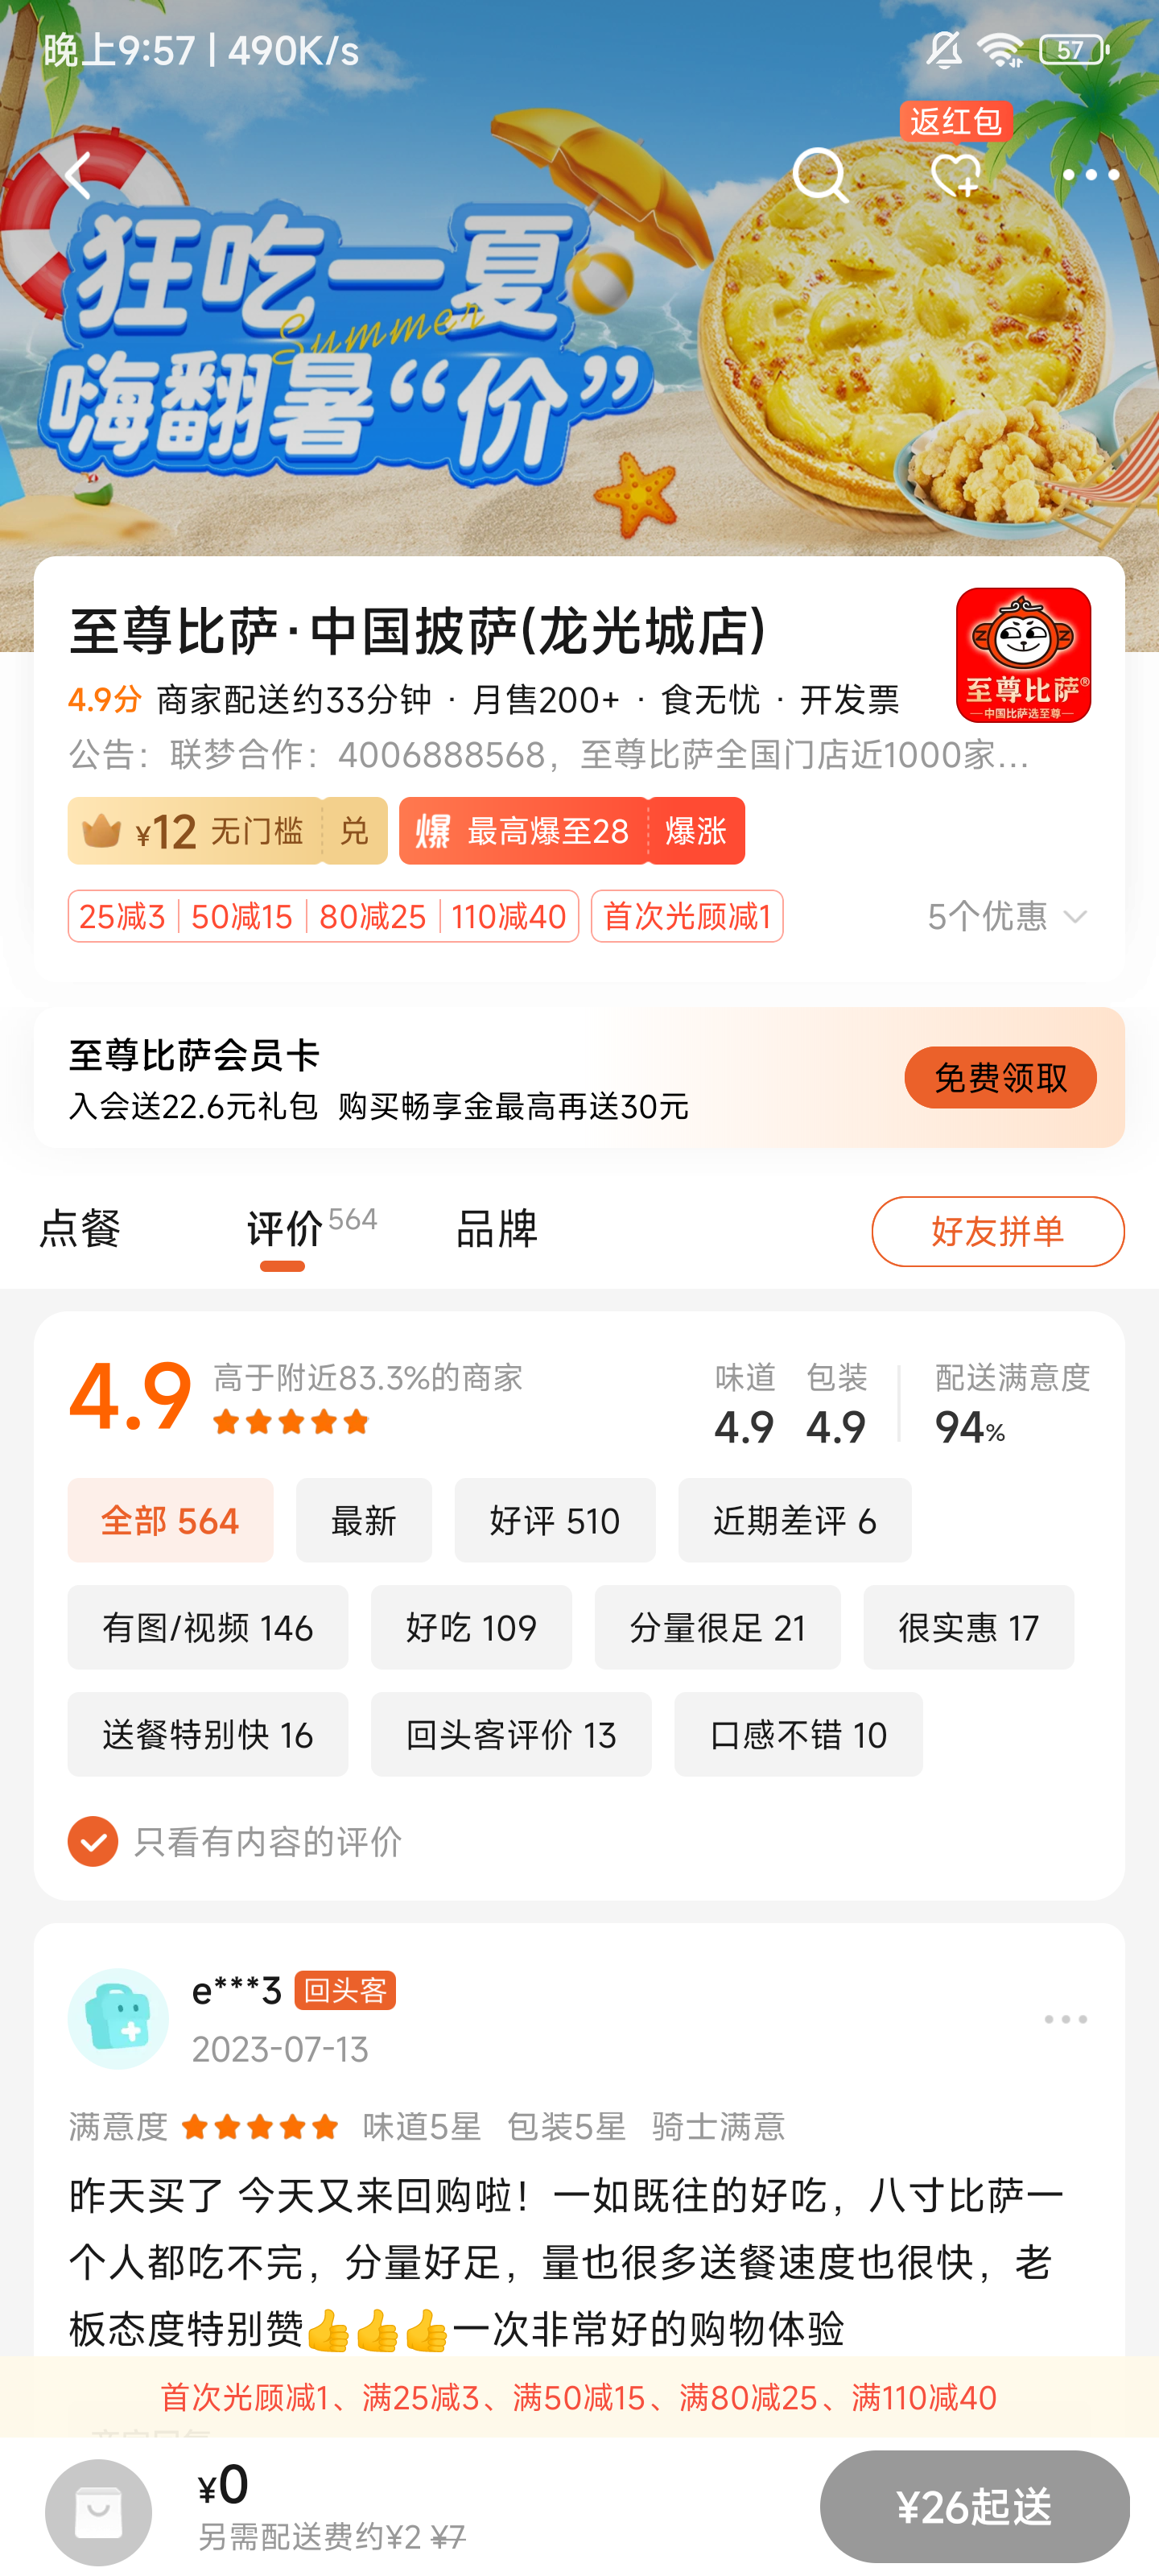 晚上9:57 | 490K/s
57
返红包
狂吃一夏
Summer
嗨翻暑“价”
至尊比萨·中国披萨(龙光城店)
至尊比萨®
中国比萨选至尊
4.9分 商家配送约33分钟 · 月售200+ · 食无忧 · 开发票
公告：联梦合作：4006888568，至尊比萨全国门店近1000家...
¥12 无门槛 兑 爆 最高爆至28 爆涨
25减3 50减15 80减25 110减40 首次光顾减1 5个优惠
至尊比萨会员卡
入会送22.6元礼包 购买畅享金最高再送30元
免费领取
点餐 评价564 品牌 好友拼单
4.9 高于附近83.3%的商家
味道 包装 配送满意度
4.9 4.9 94%
全部 564 最新 好评 510 近期差评 6
有图/视频 146 好吃 109 分量很足 21 很实惠 17
送餐特别快 16 回头客评价 13 口感不错 10
只看有内容的评价
e***3 回头客
2023-07-13
满意度 味道5星 包装5星 骑士满意
昨天买了 今天又来回购啦！一如既往的好吃，八寸比萨一
个人都吃不完，分量好足，量也很多送餐速度也很快，老
板态度特别赞👍👍👍一次非常好的购物体验
首次光顾减1、满25减3、满50减15、满80减25、满110减40
¥0
另需配送费约¥2 ¥7
¥26起送